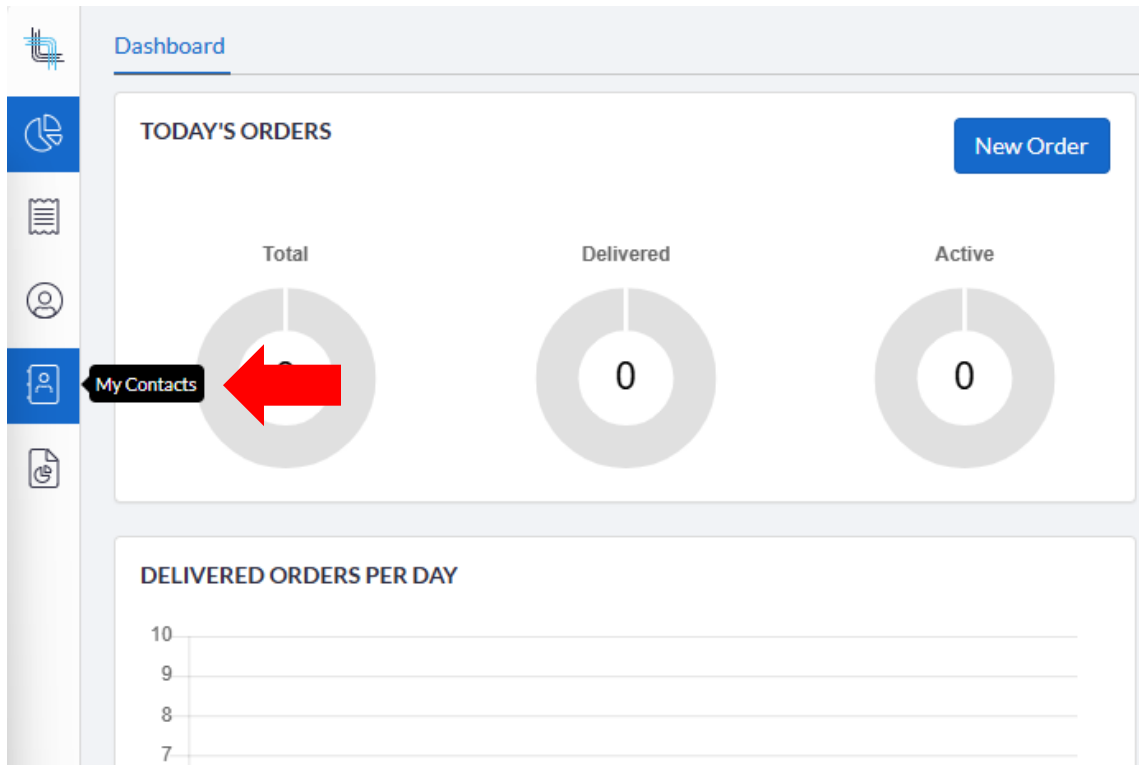 Dashboard
TODAY'S ORDERS
New Order
Total
Delivered
Active
My Contacts
0
0
DELIVERED ORDERS PER DAY
10
9
8
7